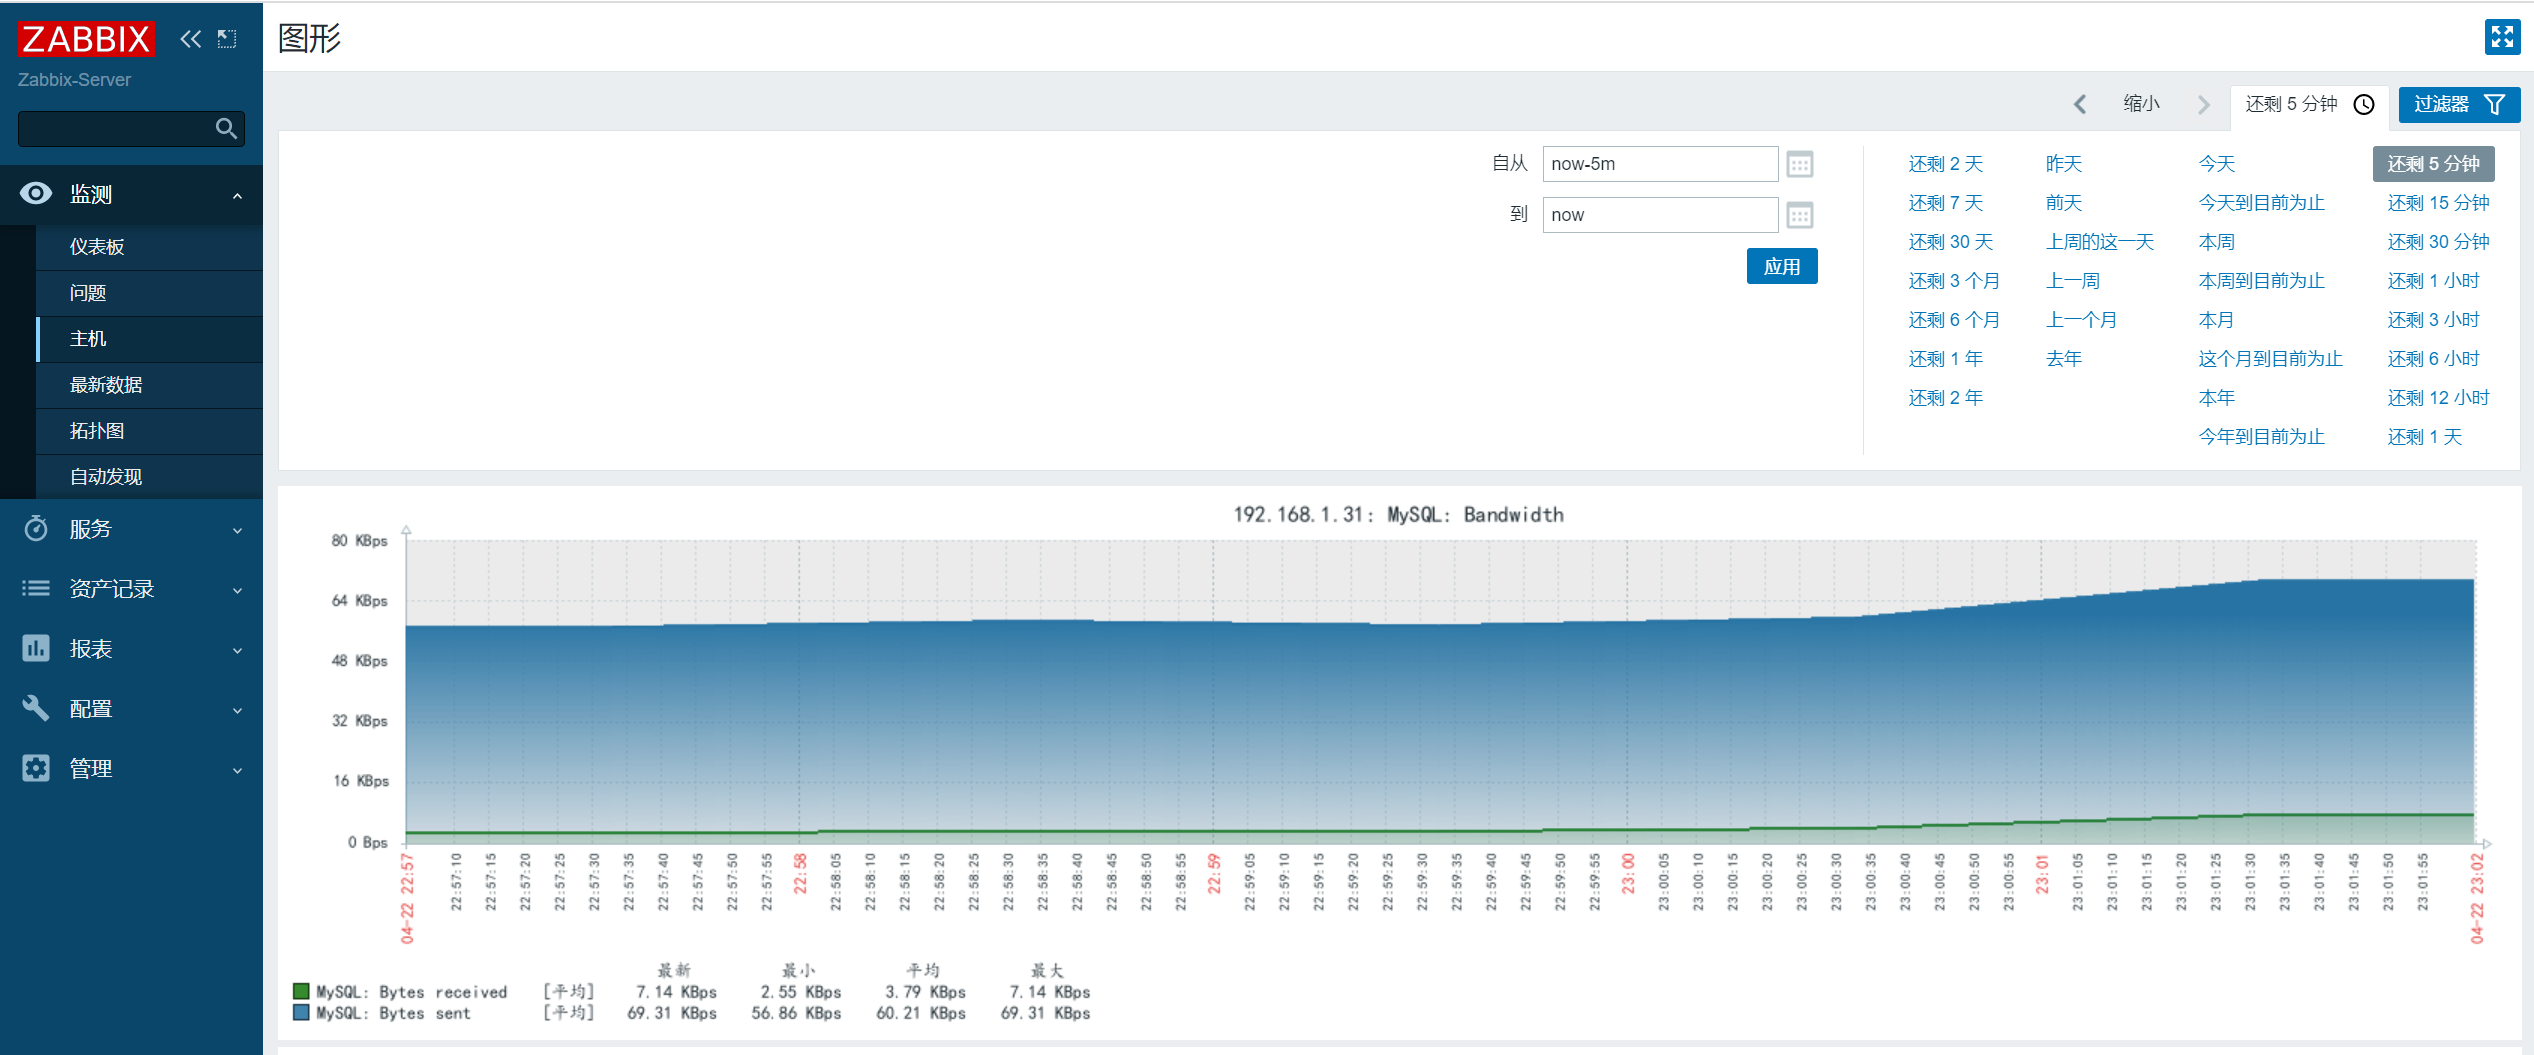 ZABBIX
Zabbix-Server
监测
仪表板
问题
主机
最新数据
拓扑图
自动发现
服务
资产记录
报表
配置
管理
图形
缩小
还剩 5 分钟
过滤器
自从 now-5m
到 now
应用
还剩 2 天 昨天 今天 还剩 5 分钟
还剩 7 天 前天 今天到目前为止 还剩 15 分钟
还剩 30 天 上周的这一天 本周 还剩 30 分钟
还剩 3 个月 上一周 本周到目前为止 还剩 1 小时
还剩 6 个月 上一个月 本月 还剩 3 小时
还剩 1 年 去年 这个月到目前为止 还剩 6 小时
还剩 2 年 本年 还剩 12 小时
今年到目前为止 还剩 1 天
192.168.1.31: MySQL: Bandwidth
80 KBps
64 KBps
48 KBps
32 KBps
16 KBps
0 Bps
04-22 22:57 22:57:10 22:57:15 22:57:20 22:57:25 22:57:30 22:57:35 22:57:40 22:57:45 22:57:50 22:57:55 22:58 22:58:05 22:58:10 22:58:15 22:58:20 22:58:25 22:58:30 22:58:35 22:58:40 22:58:45 22:58:50 22:58:55 22:59 22:59:05 22:59:10 22:59:15 22:59:20 22:59:25 22:59:30 22:59:35 22:59:40 22:59:45 22:59:50 22:59:55 23:00 23:00:05 23:00:10 23:00:15 23:00:20 23:00:25 23:00:30 23:00:35 23:00:40 23:00:45 23:00:50 23:00:55 23:01 23:01:05 23:01:10 23:01:15 23:01:20 23:01:25 23:01:30 23:01:35 23:01:40 23:01:45 23:01:50 23:01:55 04-22 23:02
最新 最小 平均 最大
MySQL: Bytes received [平均] 7.14 KBps 2.55 KBps 3.79 KBps 7.14 KBps
MySQL: Bytes sent [平均] 69.31 KBps 56.86 KBps 60.21 KBps 69.31 KBps